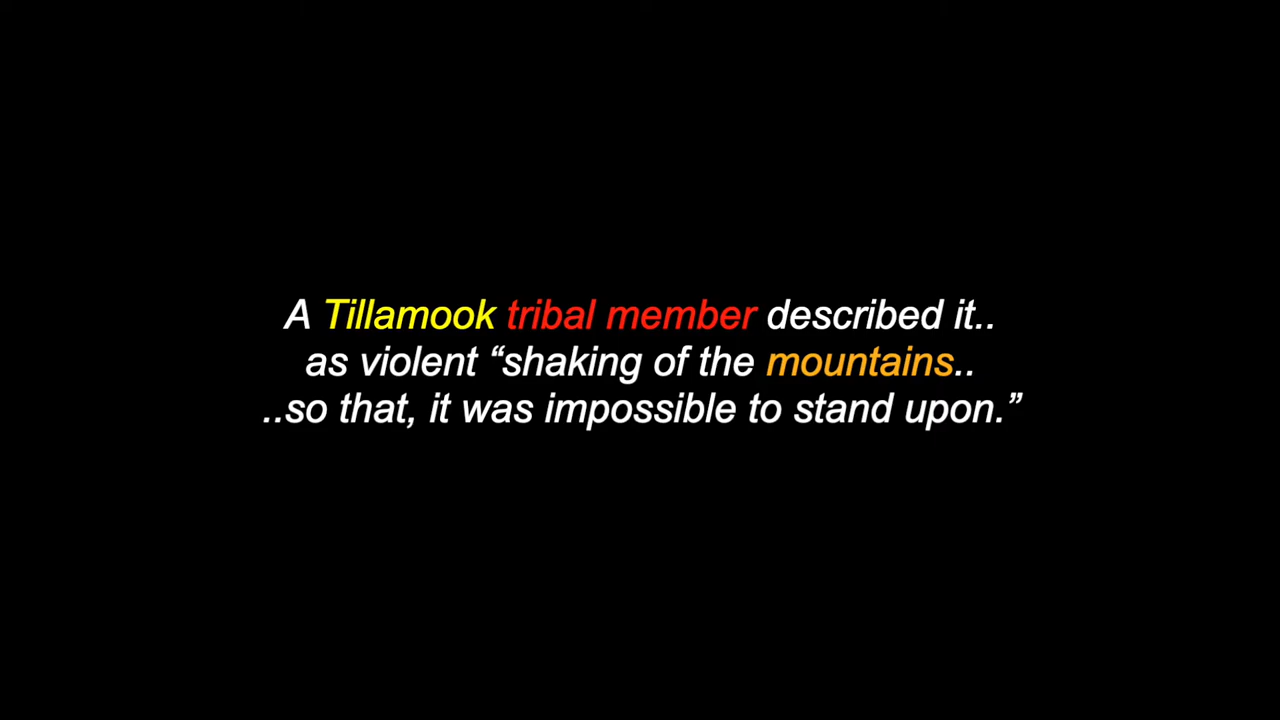 A Tillamook tribal member described it..
as violent “shaking of the mountains..
..so that, it was impossible to stand upon.”